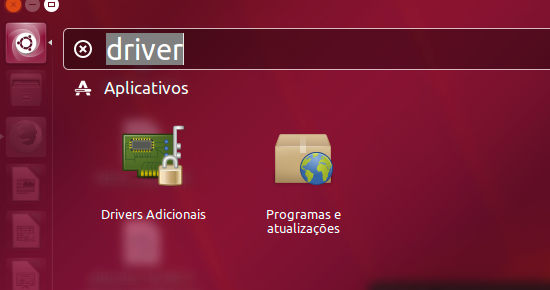 driver
Aplicativos
Drivers Adicionais
Programas e
atualizações